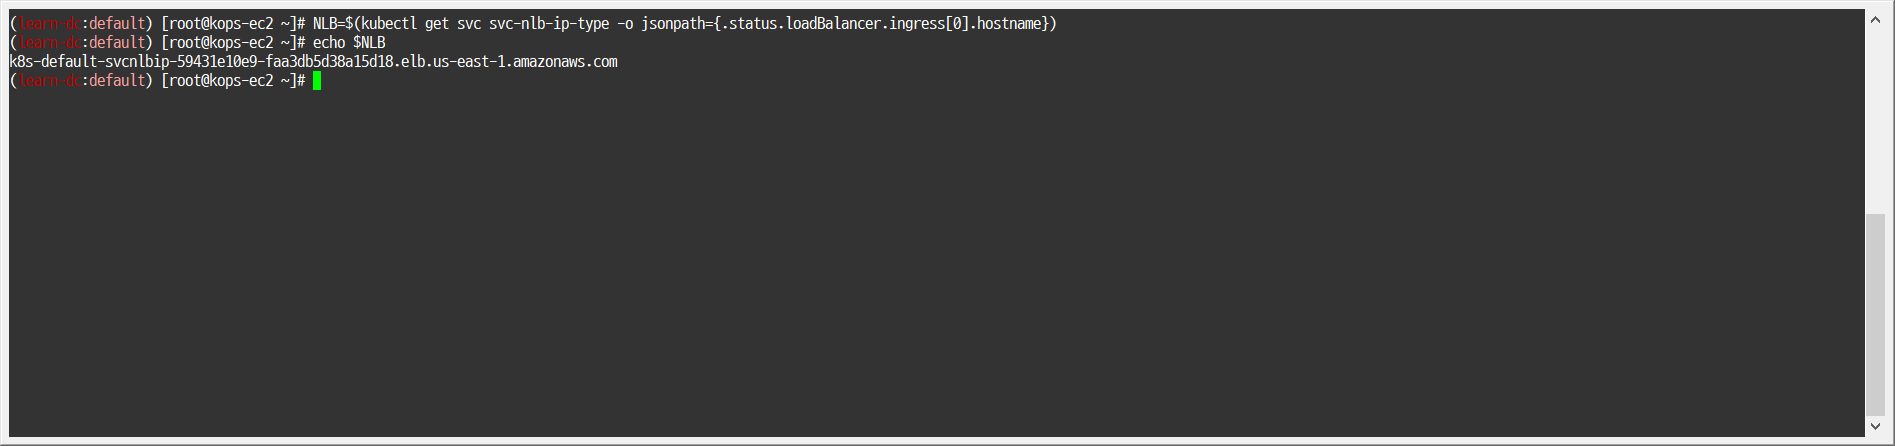 (learn-dc:default) [root@kops-ec2 ~]# NLB=$(kubectl get svc svc-nlb-ip-type -o jsonpath={.status.loadBalancer.ingress[0].hostname})
(learn-dc:default) [root@kops-ec2 ~]# echo $NLB
k8s-default-svcnlbip-59431e10e9-faa3db5d38a15d18.elb.us-east-1.amazonaws.com
(learn-dc:default) [root@kops-ec2 ~]#